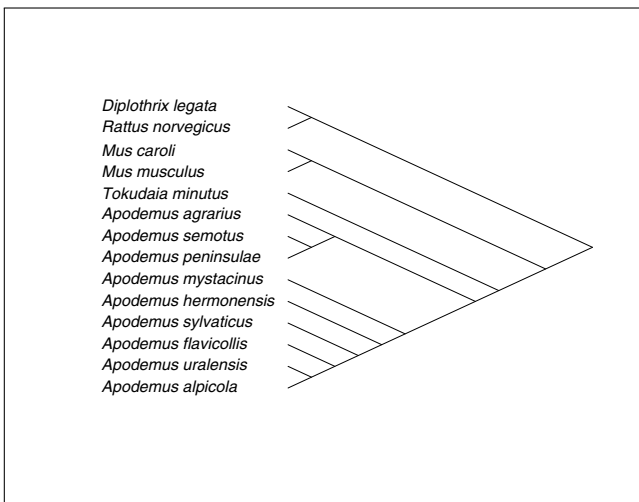 Diplothrix legata
Rattus norvegicus
Mus caroli
Mus musculus
Tokudaia minutus
Apodemus agrarius
Apodemus semotus
Apodemus peninsulae
Apodemus mystacinus
Apodemus hermonensis
Apodemus sylvaticus
Apodemus flavicollis
Apodemus uralensis
Apodemus alpicola